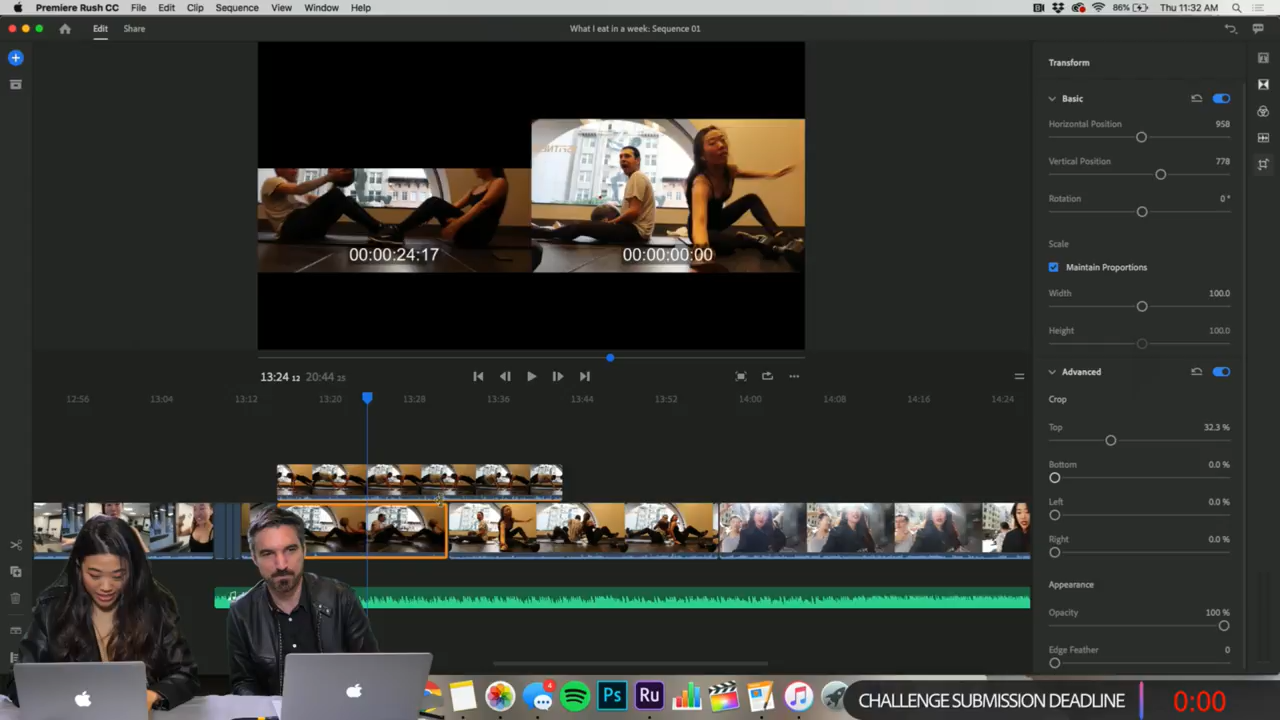 Premiere Rush CC File Edit Clip Sequence View Window Help 86% Thu 11:32 AM
Edit Share What I eat in a week: Sequence 01
Transform
Basic
Horizontal Position 958
Vertical Position 778
Rotation 0°
Scale
Maintain Proportions
Width 100.0
Height 100.0
Advanced
Crop
Top 32.3 %
Bottom 0.0 %
Left 0.0 %
Right 0.0 %
Appearance
Opacity 100 %
Edge Feather 0
00:00:24:17 00:00:00:00
13:24 12 20:44 25
12:56 13:04 13:12 13:20 13:28 13:36 13:44 13:52 14:00 14:08 14:16 14:24
4
Ps Ru
CHALLENGE SUBMISSION DEADLINE 0:00